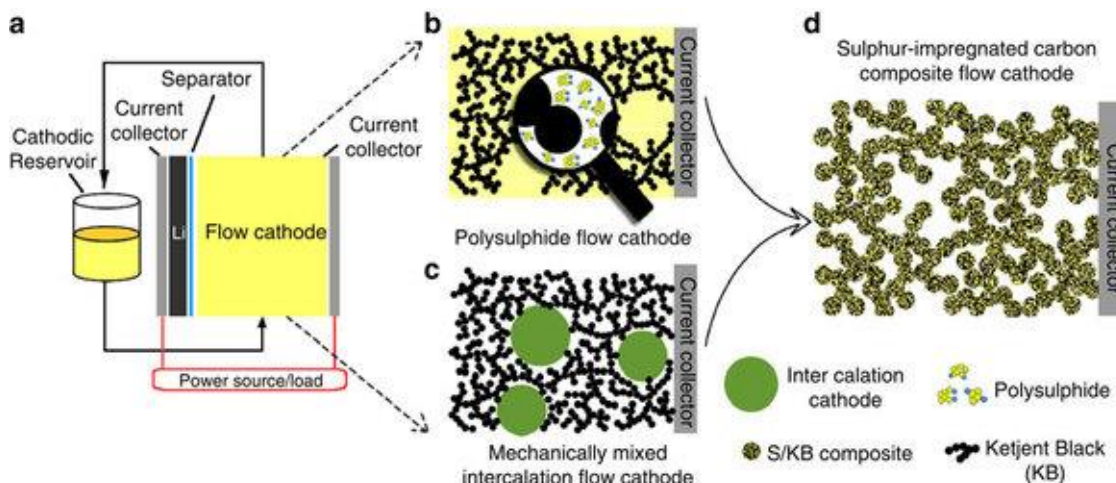 a
Separator
Current
collector
Cathodic
Reservoir
Current
collector
Li
Flow cathode
Power source/load
b
Current collector
Polysulphide flow cathode
c
Current collector
Mechanically mixed
intercalation flow cathode
d
Sulphur-impregnated carbon
composite flow cathode
Current collector
Inter calation
cathode
Polysulphide
S/KB composite
Ketjent Black
(KB)